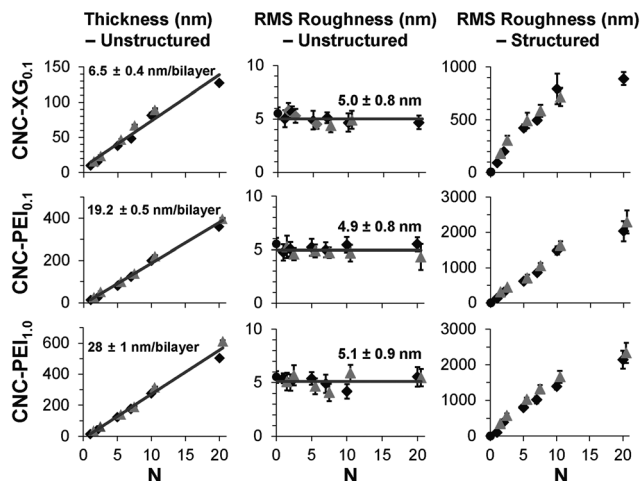 Thickness (nm)
– Unstructured
RMS Roughness (nm)
– Unstructured
RMS Roughness (nm)
– Structured
CNC-XG0.1
150
100
50
0
6.5 ± 0.4 nm/bilayer
10
5
0
5.0 ± 0.8 nm
1000
500
0
CNC-PEI0.1
400
200
0
19.2 ± 0.5 nm/bilayer
10
5
0
4.9 ± 0.8 nm
3000
2000
1000
0
CNC-PEI1.0
600
400
200
0
28 ± 1 nm/bilayer
10
5
0
5.1 ± 0.9 nm
3000
2000
1000
0
0 5 10 15 20
0 5 10 15 20
0 5 10 15 20
N
N
N